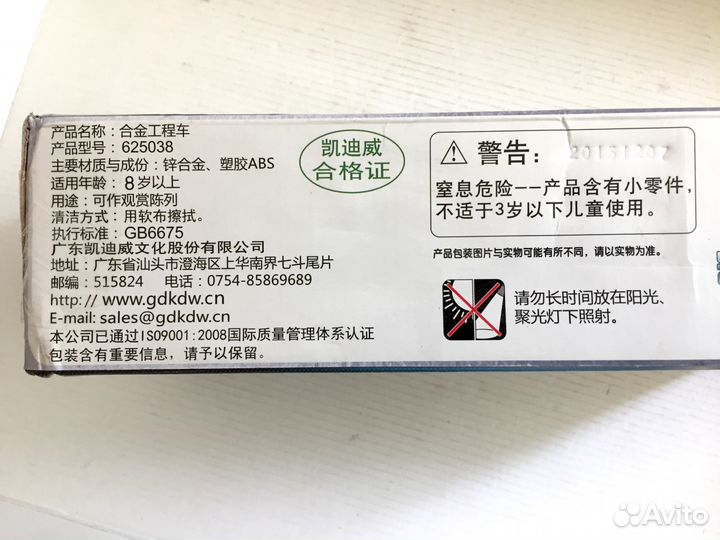 产品名称：合金工程车
产品型号：625038
主要材质与成份：锌合金、塑胶ABS
适用年龄：8岁以上
用途：可作观赏陈列
清洁方式：用软布擦拭。
执行标准：GB6675
广东凯迪威文化股份有限公司
地址：广东省汕头市澄海区上华南界七斗尾片
邮编：515824 电话：0754-85869689
http:// www.gdkdw.cn
E-mail: sales@gdkdw.cn
本公司已通过ISO9001:2008国际质量管理体系认证
包装含有重要信息，请予以保留。
凯迪威
合格证
警告：
20151207
窒息危险--产品含有小零件，
不适于3岁以下儿童使用。
产品包装图片与实物可能有所不同，请以实物为准。
请勿长时间放在阳光、
聚光灯下照射。
Avito